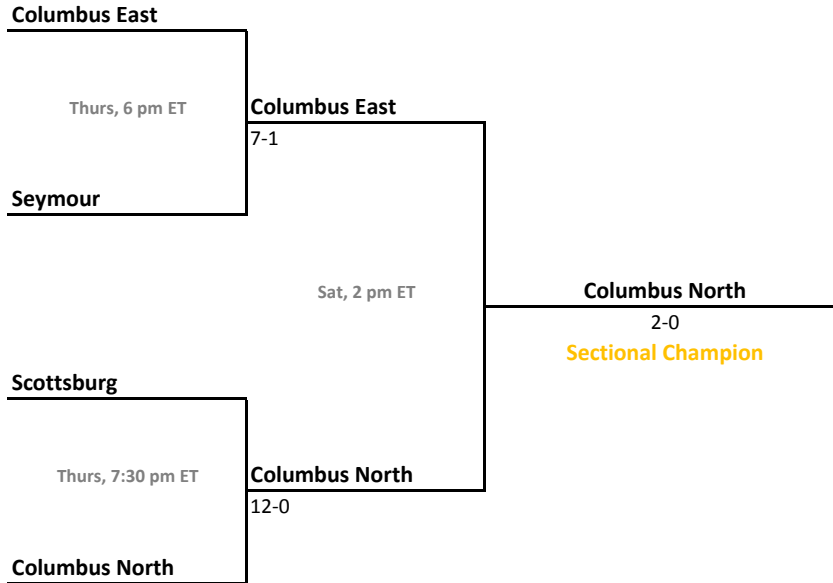 Columbus East
Thurs, 6 pm ET
Columbus East
7-1
Seymour
Sat, 2 pm ET
Columbus North
2-0
Sectional Champion
Scottsburg
Thurs, 7:30 pm ET
Columbus North
12-0
Columbus North